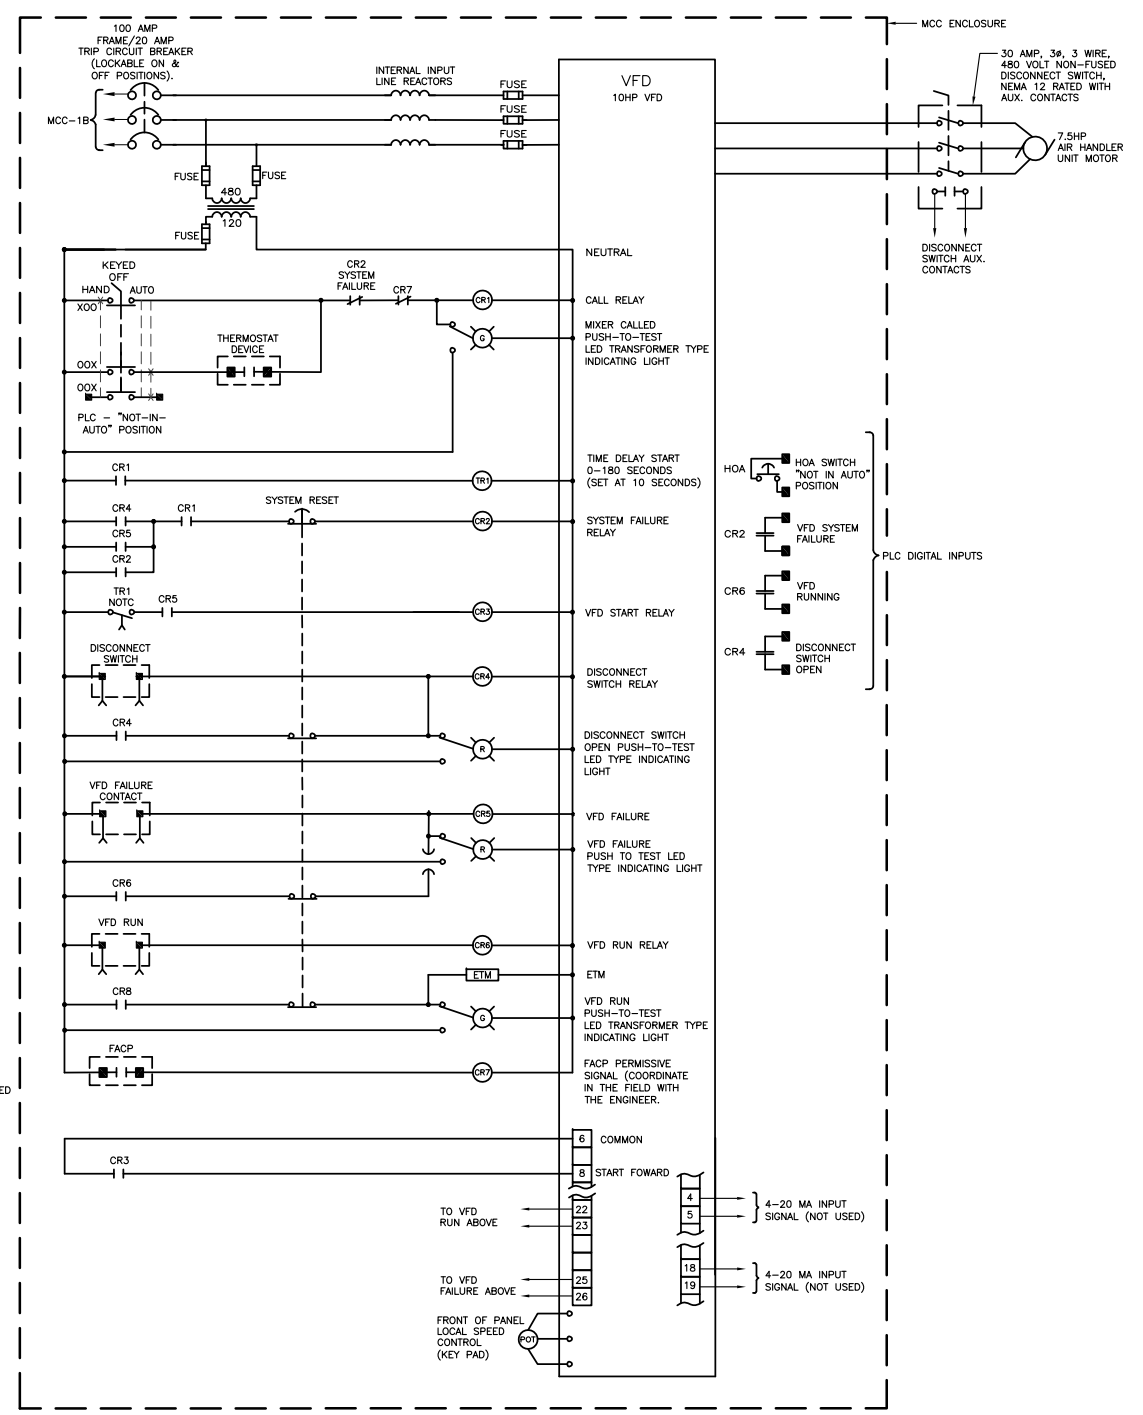 100 AMP
FRAME/20 AMP
TRIP CIRCUIT BREAKER
(LOCKABLE ON &
OFF POSITIONS).
MCC-1B
INTERNAL INPUT
LINE REACTORS
FUSE
FUSE
FUSE
VFD
10HP VFD
MCC ENCLOSURE
30 AMP, 3ø, 3 WIRE,
480 VOLT NON-FUSED
DISCONNECT SWITCH,
NEMA 12 RATED WITH
AUX. CONTACTS
7.5HP
AIR HANDLER
UNIT MOTOR
DISCONNECT
SWITCH AUX.
CONTACTS
FUSE
FUSE
480
120
FUSE
NEUTRAL
KEYED
OFF
HAND
AUTO
XOO
CR2
SYSTEM
FAILURE
CR7
CR1
CALL RELAY
G
MIXER CALLED
PUSH-TO-TEST
LED TRANSFORMER TYPE
INDICATING LIGHT
THERMOSTAT
DEVICE
OOX
OOX
PLC - "NOT-IN-
AUTO" POSITION
CR1
TR1
TIME DELAY START
0-180 SECONDS
(SET AT 10 SECONDS)
SYSTEM RESET
CR4
CR1
CR5
CR2
CR2
SYSTEM FAILURE
RELAY
TR1
NOTC
CR5
CR3
VFD START RELAY
DISCONNECT
SWITCH
CR4
DISCONNECT
SWITCH RELAY
CR4
R
DISCONNECT SWITCH
OPEN PUSH-TO-TEST
LED TYPE INDICATING
LIGHT
VFD FAILURE
CONTACT
CR5
VFD FAILURE
R
VFD FAILURE
PUSH TO TEST LED
TYPE INDICATING LIGHT
CR6
VFD RUN
CR6
VFD RUN RELAY
ETM
ETM
CR8
G
VFD RUN
PUSH-TO-TEST
LED TRANSFORMER TYPE
INDICATING LIGHT
FACP
CR7
FACP PERMISSIVE
SIGNAL (COORDINATE
IN THE FIELD WITH
THE ENGINEER.
ED
HOA
HOA SWITCH
"NOT IN AUTO"
POSITION
CR2
VFD SYSTEM
FAILURE
CR6
VFD
RUNNING
CR4
DISCONNECT
SWITCH
OPEN
PLC DIGITAL INPUTS
6
COMMON
CR3
8
START FOWARD
TO VFD
RUN ABOVE
22
23
TO VFD
FAILURE ABOVE
25
26
4
5
4-20 MA INPUT
SIGNAL (NOT USED)
18
19
4-20 MA INPUT
SIGNAL (NOT USED)
FRONT OF PANEL
LOCAL SPEED
CONTROL
(KEY PAD)
POT